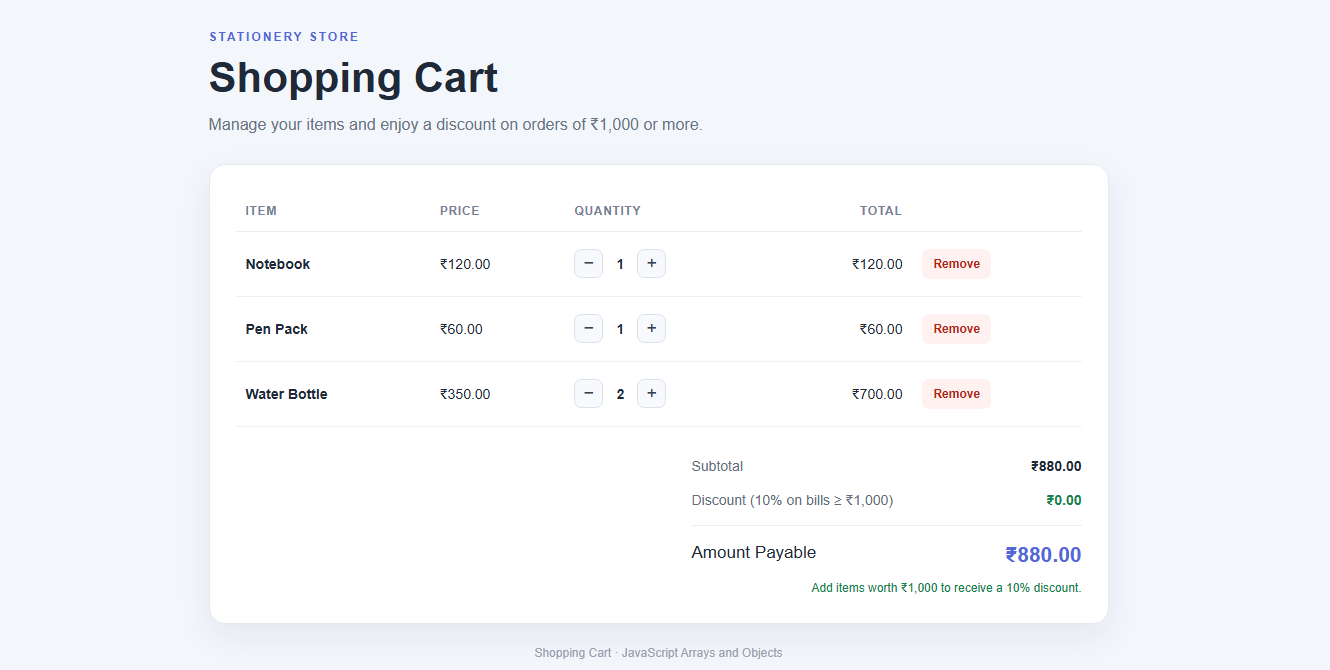 STATIONERY STORE
Shopping Cart
Manage your items and enjoy a discount on orders of ₹1,000 or more.
ITEM PRICE QUANTITY TOTAL
Notebook ₹120.00 − 1 + ₹120.00 Remove
Pen Pack ₹60.00 − 1 + ₹60.00 Remove
Water Bottle ₹350.00 − 2 + ₹700.00 Remove
Subtotal ₹880.00
Discount (10% on bills ≥ ₹1,000) ₹0.00
Amount Payable ₹880.00
Add items worth ₹1,000 to receive a 10% discount.
Shopping Cart · JavaScript Arrays and Objects